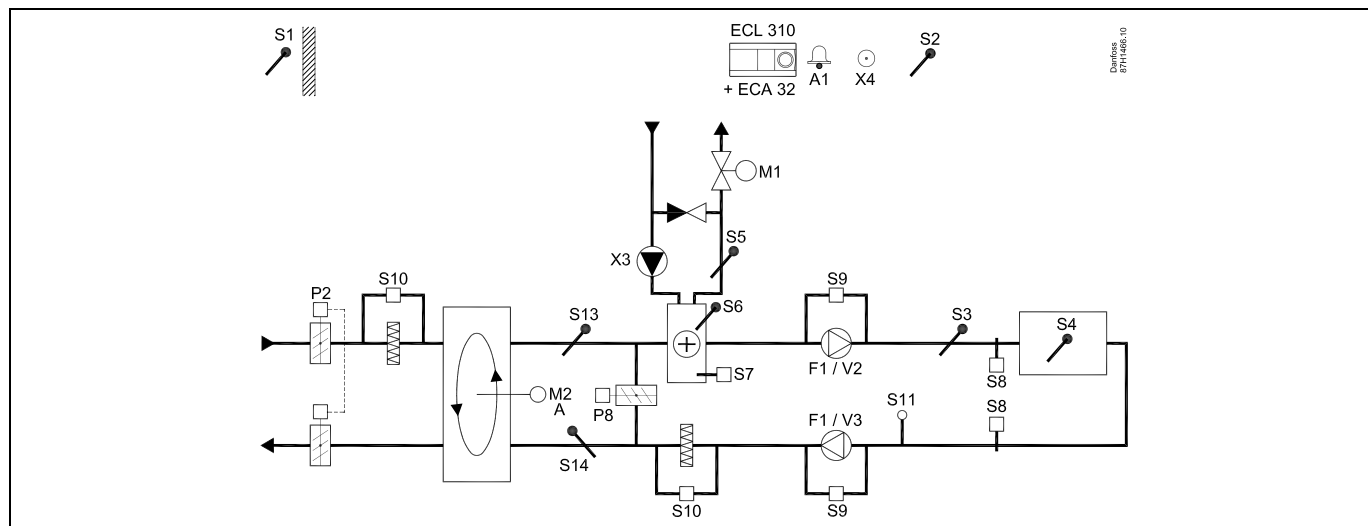 S1
ECL 310
+ ECA 32
A1
X4
S2
Danfoss
87H1466.10
M1
S5
X3
S10
P2
S13
S6
S9
S3
S4
F1 / V2
S7
S8
M2
A
P8
S11
S8
F1 / V3
S14
S10
S9